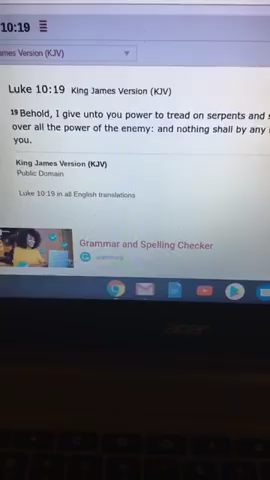 10:19
ames Version (KJV)
Luke 10:19 King James Version (KJV)
19 Behold, I give unto you power to tread on serpents and s
over all the power of the enemy: and nothing shall by any
you.
King James Version (KJV)
Public Domain
Luke 10:19 in all English translations
Grammar and Spelling Checker
acer